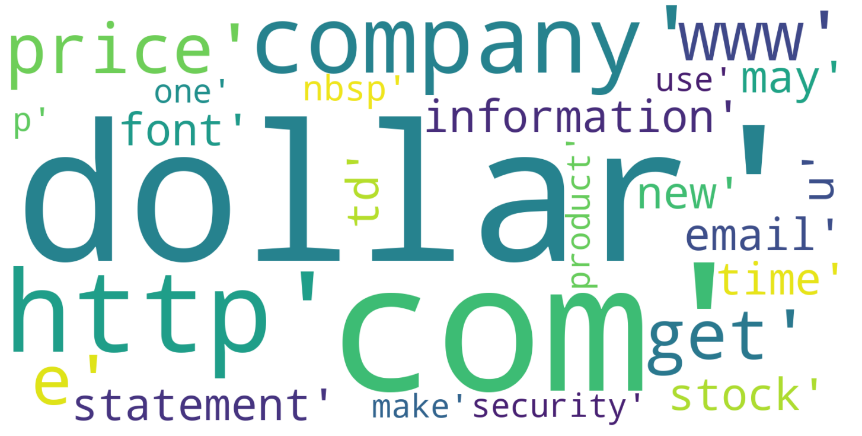 price' company' www'
one' nbsp' use' may'
p' font' information'
dollar'
td' product' new' u'
email'
http' com' time'
get'
e' statement' make' security' stock'